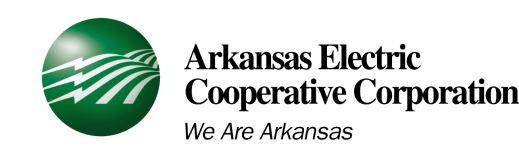 Arkansas Electric
Cooperative Corporation
We Are Arkansas